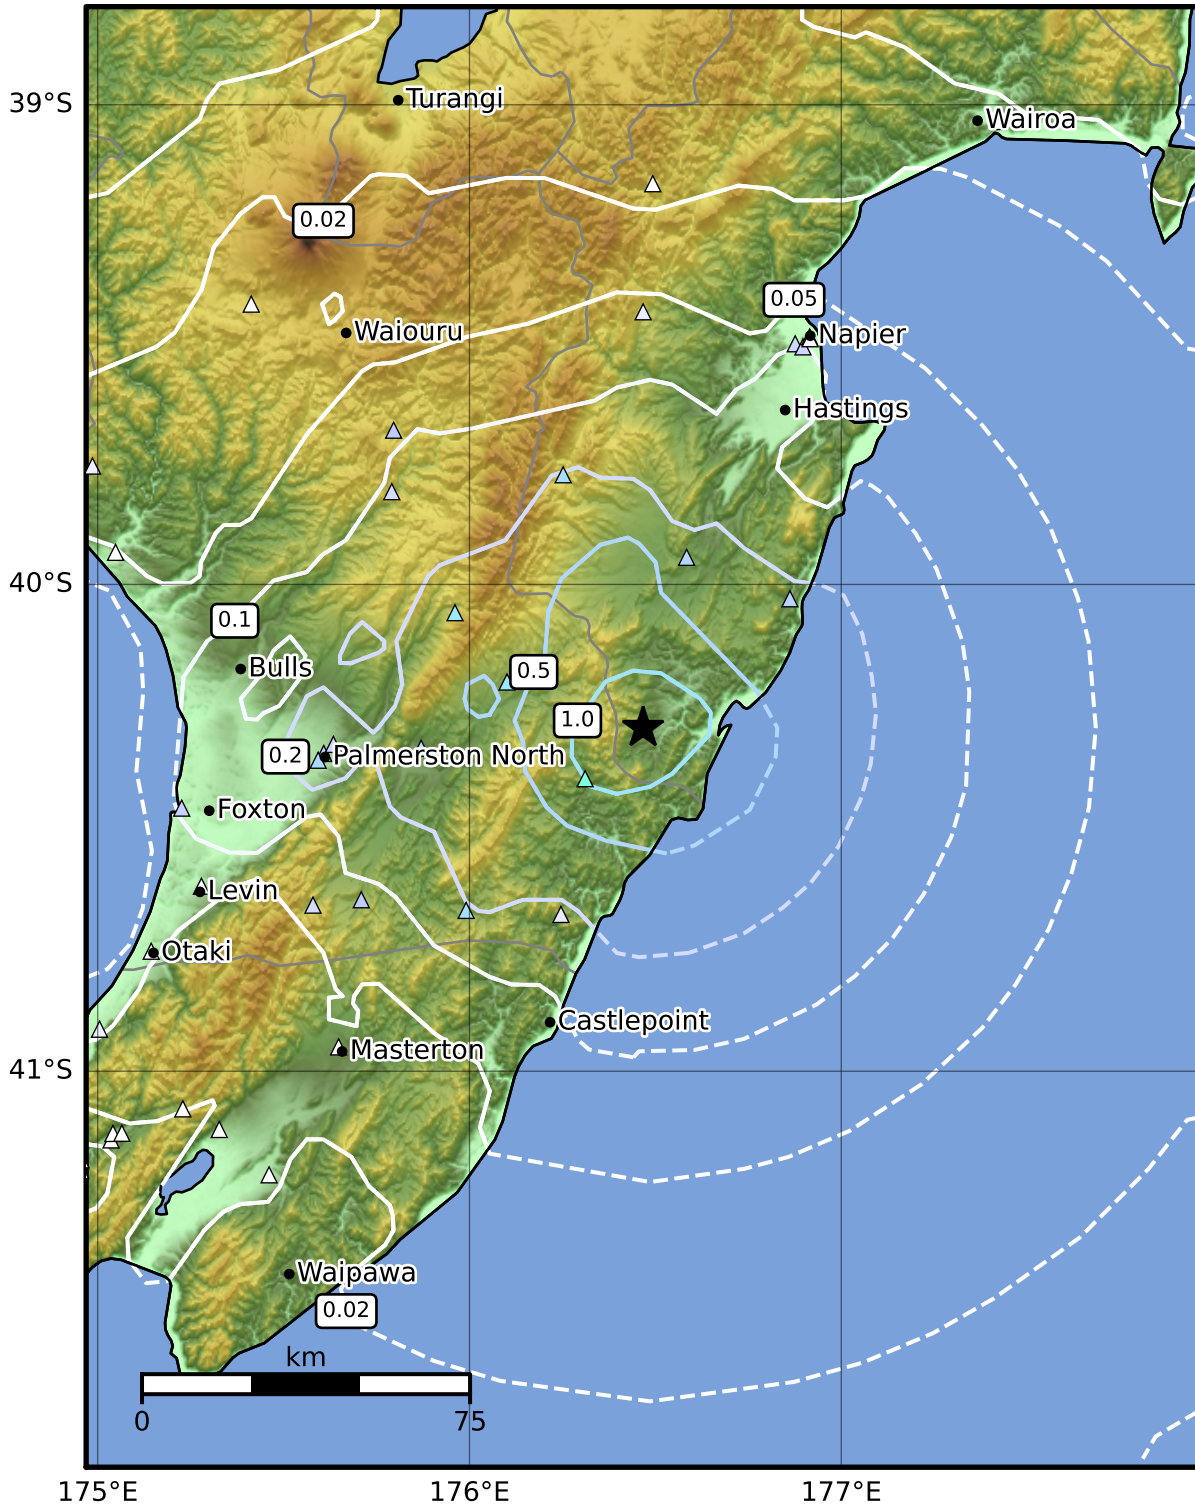 39°S
Turangi
Wairoa
0.02
0.05
Waiouru
Napier
Hastings
40°S
0.1
Bulls
0.5
1.0
0.2
Palmerston North
Foxton
Levin
Otaki
Castlepoint
Masterton
41°S
Waipawa
0.02
km
0
75
175°E
176°E
177°E